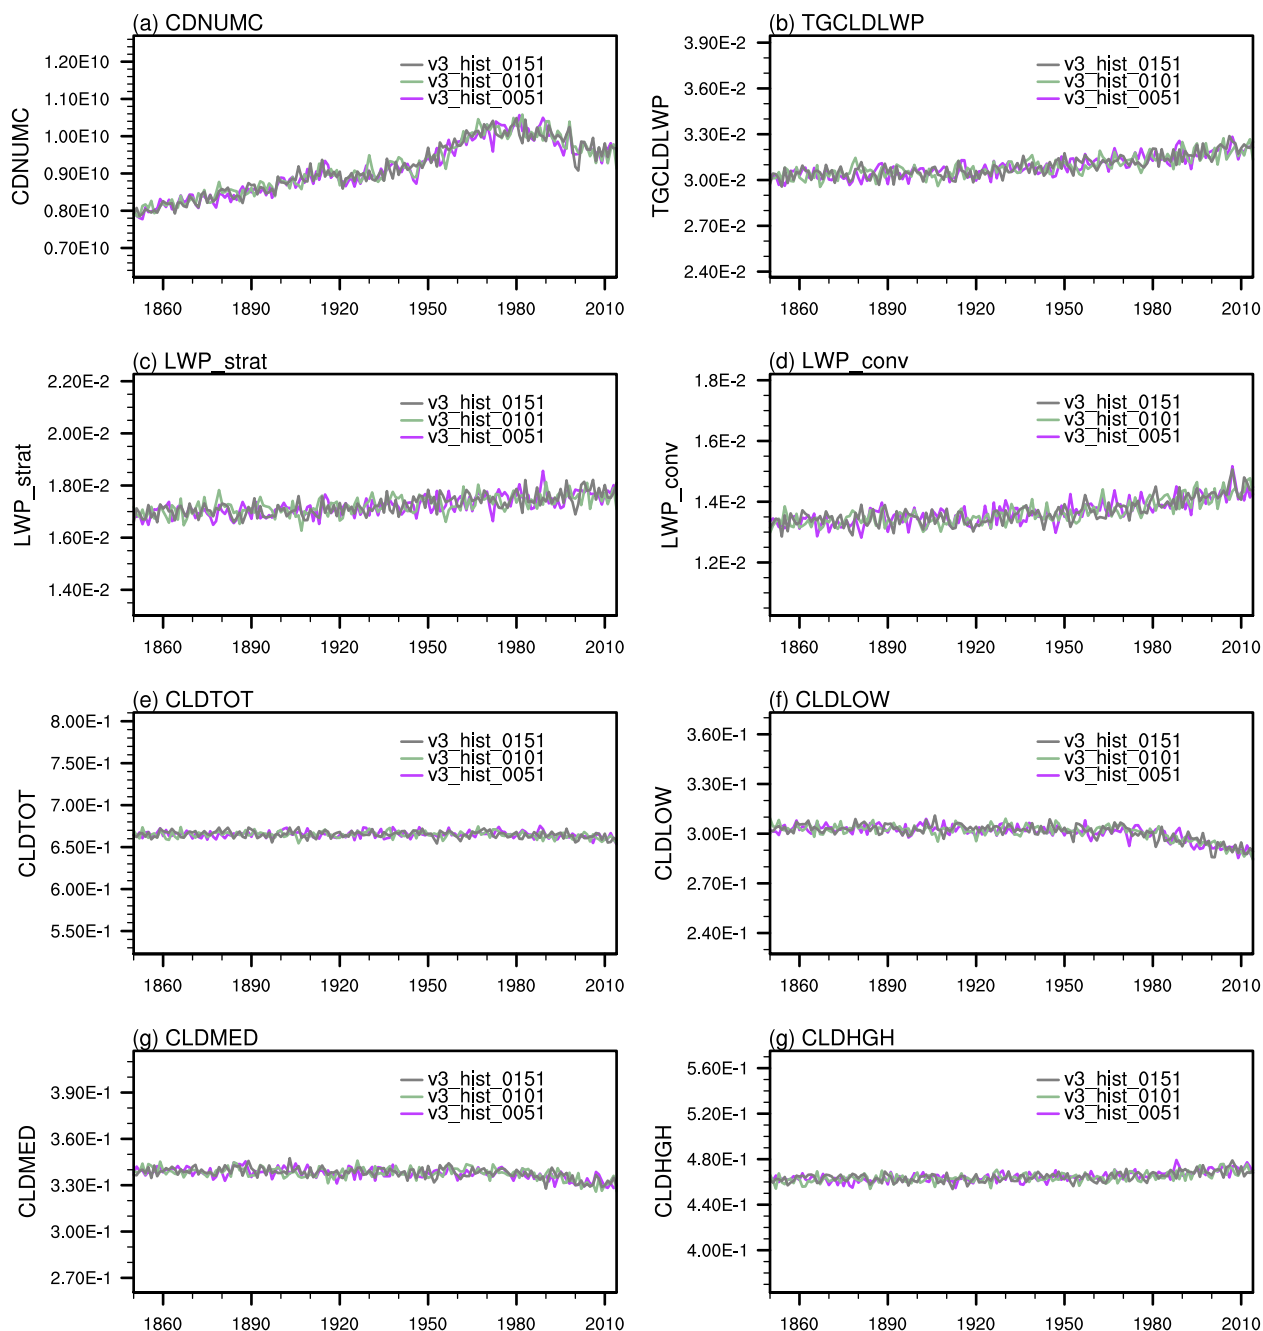 (a) CDNUMC
CDNUMC
1.20E10
1.10E10
1.00E10
0.90E10
0.80E10
0.70E10
v3_hist_0151
v3_hist_0101
v3_hist_0051
1860 1890 1920 1950 1980 2010
(b) TGCLDLWP
TGCLDLWP
3.90E-2
3.60E-2
3.30E-2
3.00E-2
2.70E-2
2.40E-2
v3_hist_0151
v3_hist_0101
v3_hist_0051
1860 1890 1920 1950 1980 2010
(c) LWP_strat
LWP_strat
2.20E-2
2.00E-2
1.80E-2
1.60E-2
1.40E-2
v3_hist_0151
v3_hist_0101
v3_hist_0051
1860 1890 1920 1950 1980 2010
(d) LWP_conv
LWP_conv
1.8E-2
1.6E-2
1.4E-2
1.2E-2
v3_hist_0151
v3_hist_0101
v3_hist_0051
1860 1890 1920 1950 1980 2010
(e) CLDTOT
CLDTOT
8.00E-1
7.50E-1
7.00E-1
6.50E-1
6.00E-1
5.50E-1
v3_hist_0151
v3_hist_0101
v3_hist_0051
1860 1890 1920 1950 1980 2010
(f) CLDLOW
CLDLOW
3.60E-1
3.30E-1
3.00E-1
2.70E-1
2.40E-1
v3_hist_0151
v3_hist_0101
v3_hist_0051
1860 1890 1920 1950 1980 2010
(g) CLDMED
CLDMED
3.90E-1
3.60E-1
3.30E-1
3.00E-1
2.70E-1
v3_hist_0151
v3_hist_0101
v3_hist_0051
1860 1890 1920 1950 1980 2010
(g) CLDHGH
CLDHGH
5.60E-1
5.20E-1
4.80E-1
4.40E-1
4.00E-1
v3_hist_0151
v3_hist_0101
v3_hist_0051
1860 1890 1920 1950 1980 2010